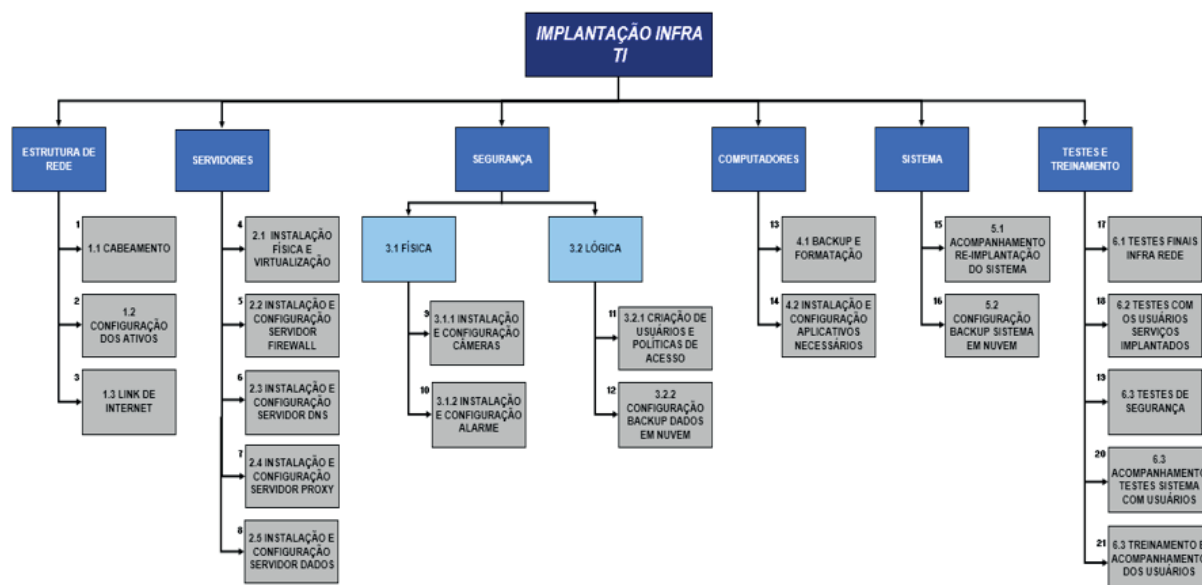 IMPLANTAÇÃO INFRA
TI
ESTRUTURA DE
REDE
1
1.1 CABEAMENTO
2
1.2
CONFIGURAÇÃO
DOS ATIVOS
3
1.3 LINK DE
INTERNET
SERVIDORES
4
2.1 INSTALAÇÃO
FÍSICA E
VIRTUALIZAÇÃO
5
2.2 INSTALAÇÃO E
CONFIGURAÇÃO
SERVIDOR
FIREWALL
6
2.3 INSTALAÇÃO E
CONFIGURAÇÃO
SERVIDOR DNS
7
2.4 INSTALAÇÃO E
CONFIGURAÇÃO
SERVIDOR PROXY
8
2.5 INSTALAÇÃO E
CONFIGURAÇÃO
SERVIDOR DADOS
SEGURANÇA
3.1 FÍSICA
9
3.1.1 INSTALAÇÃO
E CONFIGURAÇÃO
CÂMERAS
10
3.1.2 INSTALAÇÃO
E CONFIGURAÇÃO
ALARME
3.2 LÓGICA
11
3.2.1 CRIAÇÃO DE
USUÁRIOS E
POLÍTICAS DE
ACESSO
12
3.2.2
CONFIGURAÇÃO
BACKUP DADOS
EM NUVEM
COMPUTADORES
13
4.1 BACKUP E
FORMATAÇÃO
14
4.2 INSTALAÇÃO E
CONFIGURAÇÃO
APLICATIVOS
NECESSÁRIOS
SISTEMA
15
5.1
ACOMPANHAMENTO
RE-IMPLANTAÇÃO
DO SISTEMA
16
5.2
CONFIGURAÇÃO
BACKUP SISTEMA
EM NUVEM
TESTES E
TREINAMENTO
17
6.1 TESTES FINAIS
INFRA REDE
18
6.2 TESTES COM
OS USUÁRIOS
SERVIÇOS
IMPLANTADOS
13
6.3 TESTES DE
SEGURANÇA
20
6.3
ACOMPANHAMENTO
TESTES SISTEMA
COM USUÁRIOS
21
6.3 TREINAMENTO E
ACOMPANHAMENTO
DOS USUÁRIOS